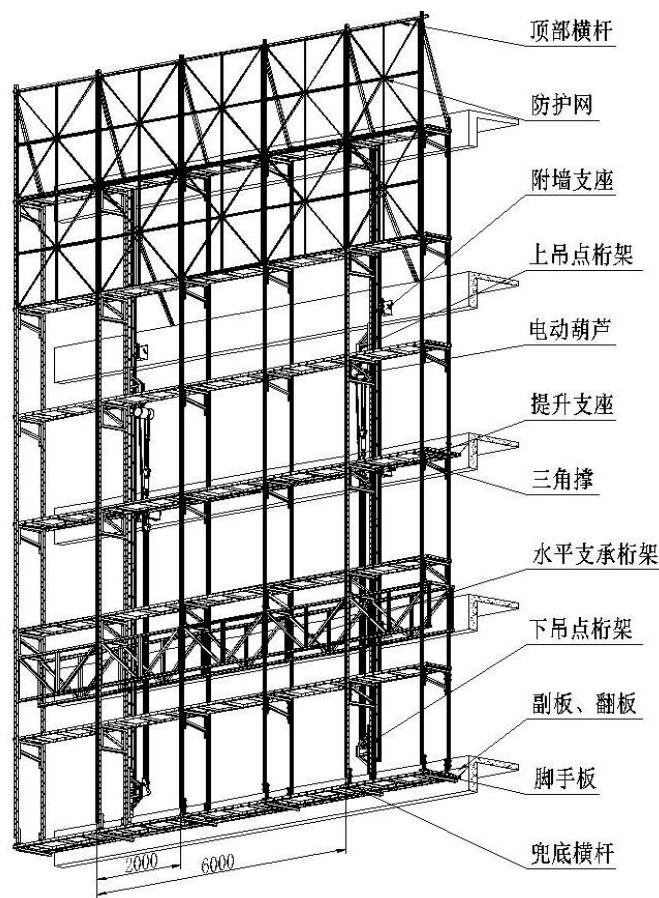 顶部横杆
防护网
附墙支座
上吊点桁架
电动葫芦
提升支座
三角撑
水平支承桁架
下吊点桁架
副板、翻板
脚手板
兜底横杆
2000
6000